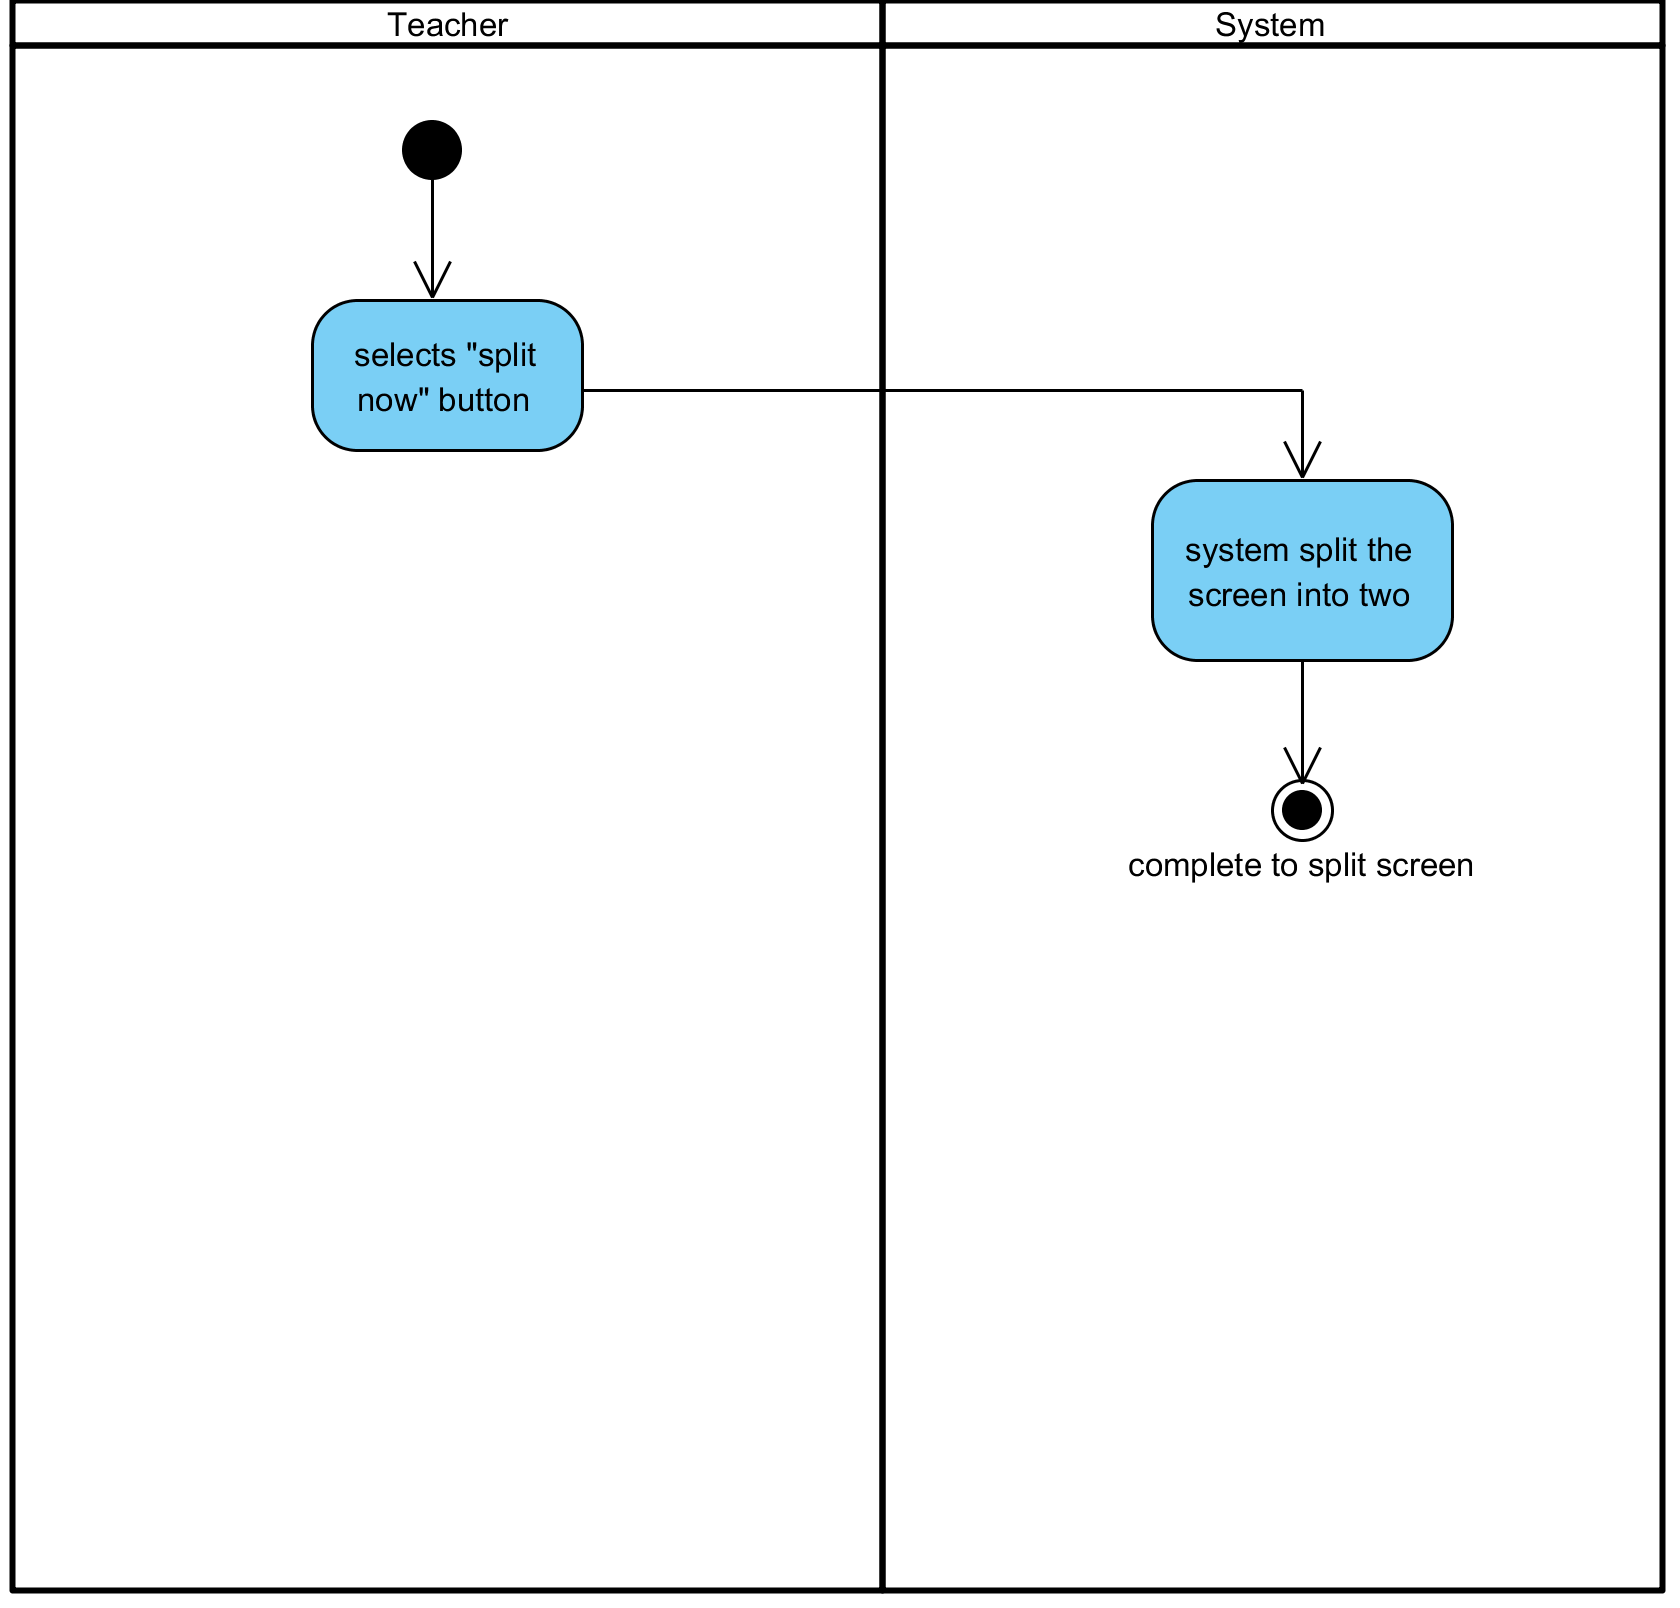 Teacher
System
selects "split
now" button
system split the
screen into two
complete to split screen